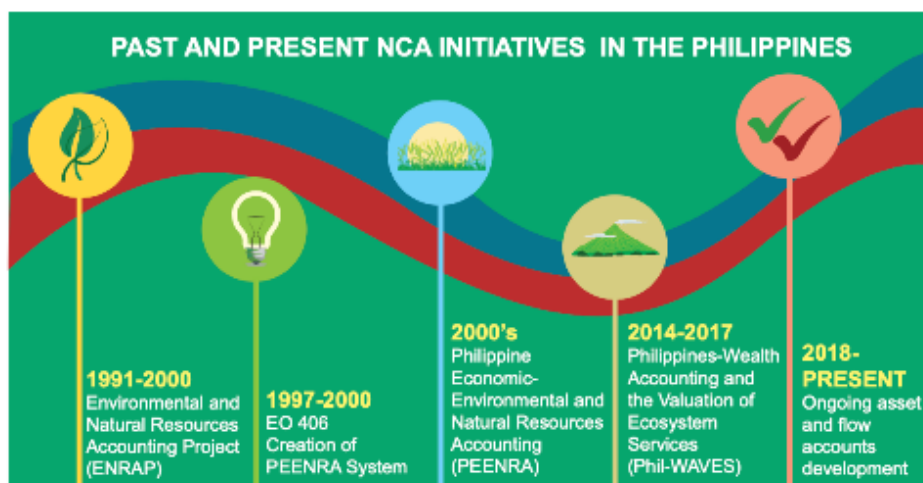 PAST AND PRESENT NCA INITIATIVES IN THE PHILIPPINES
1991-2000
Environmental and
Natural Resources
Accounting Project
(ENRAP)
1997-2000
EO 406
Creation of
PEENRA System
2000's
Philippine
Economic-
Environmental and
Natural Resources
Accounting
(PEENRA)
2014-2017
Philippines-Wealth
Accounting and
the Valuation of
Ecosystem
Services
(Phil-WAVES)
2018-
PRESENT
Ongoing asset
and flow
accounts
development